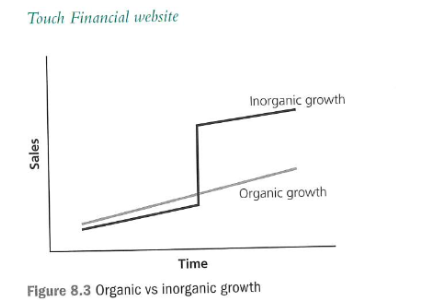 Touch Financial website
Inorganic growth
Sales
Organic growth
Time
Figure 8.3 Organic vs inorganic growth